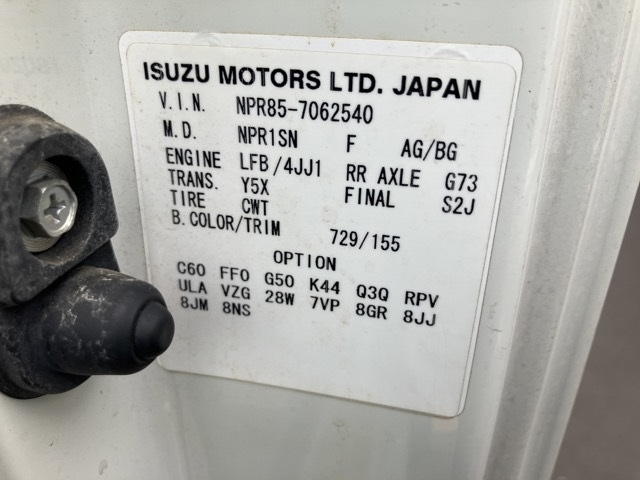 ISUZU MOTORS LTD. JAPAN
V.I.N. NPR85-7062540
M.D. NPR1SN F AG/BG
ENGINE LFB/4JJ1 RR AXLE G73
TRANS. Y5X FINAL S2J
TIRE CWT
B.COLOR/TRIM 729/155
OPTION
C60 FF0 G50 K44 Q3Q RPV
ULA VZG 28W 7VP 8GR 8JJ
8JM 8NS